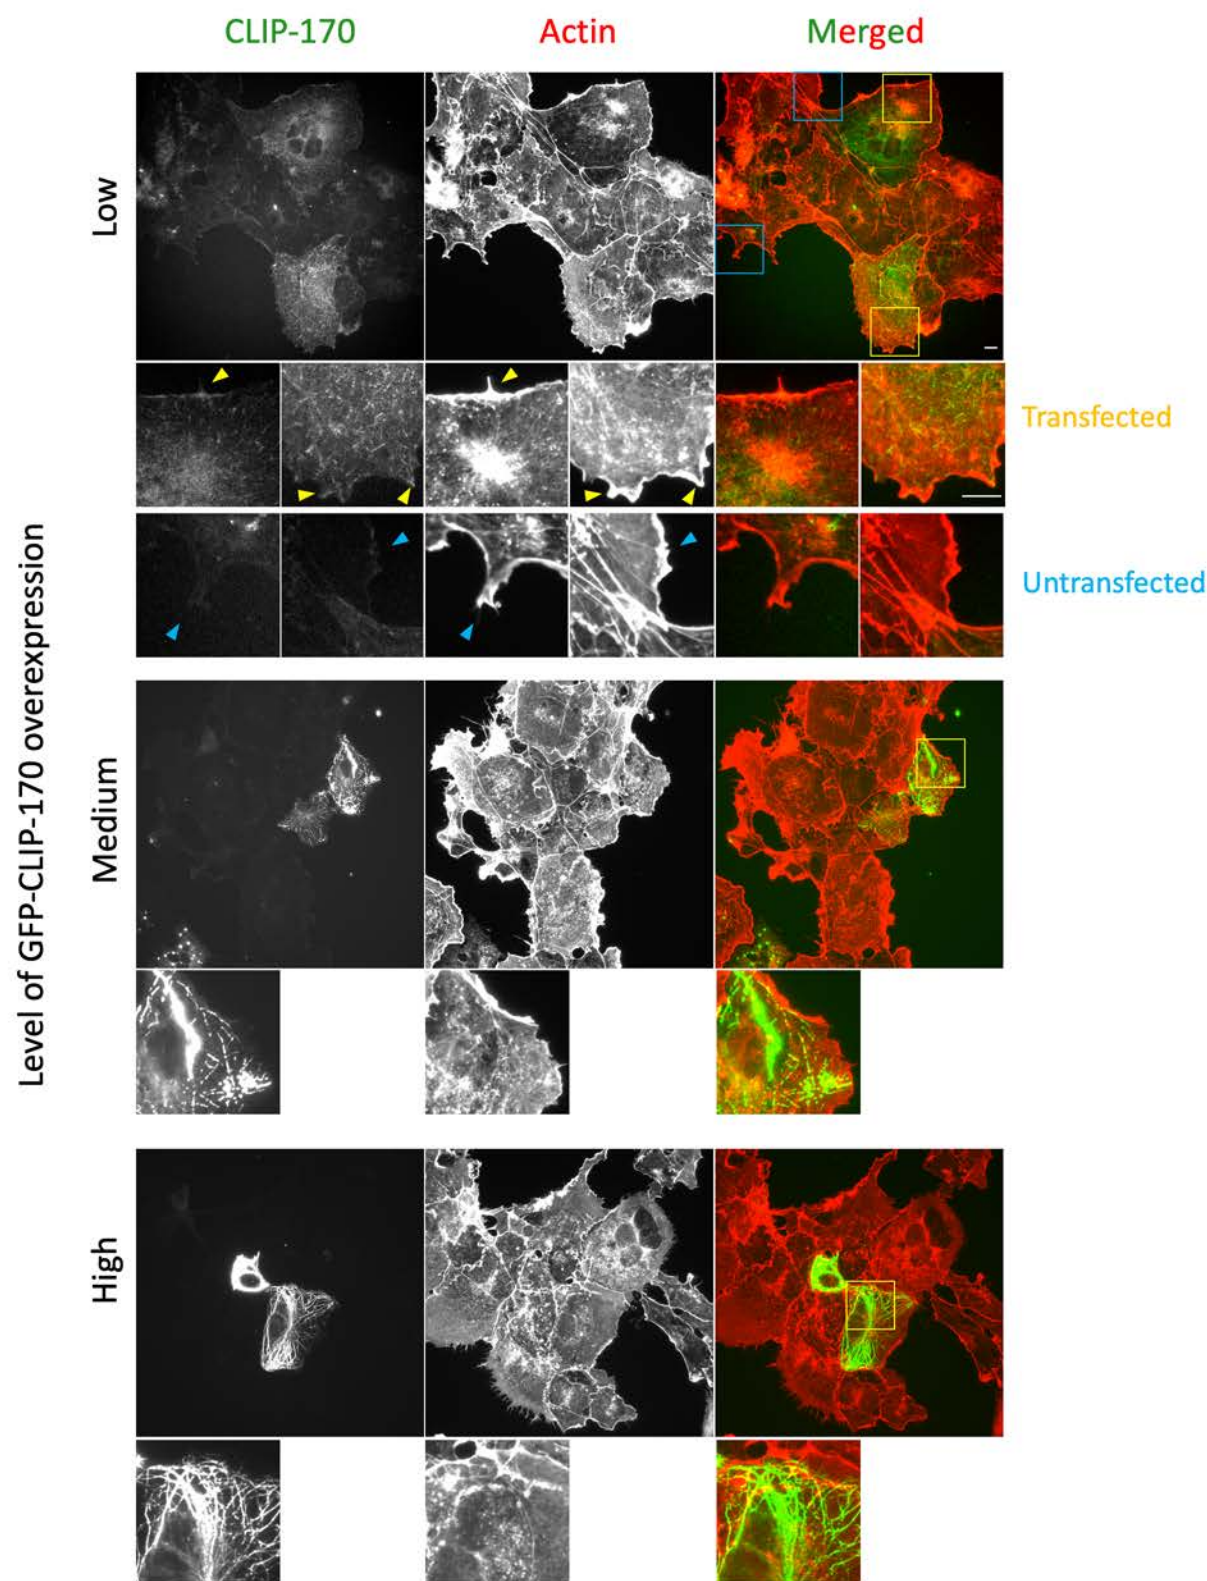 CLIP-170
Actin
Merged
Level of GFP-CLIP-170 overexpression
Low
Transfected
Untransfected
Medium
High